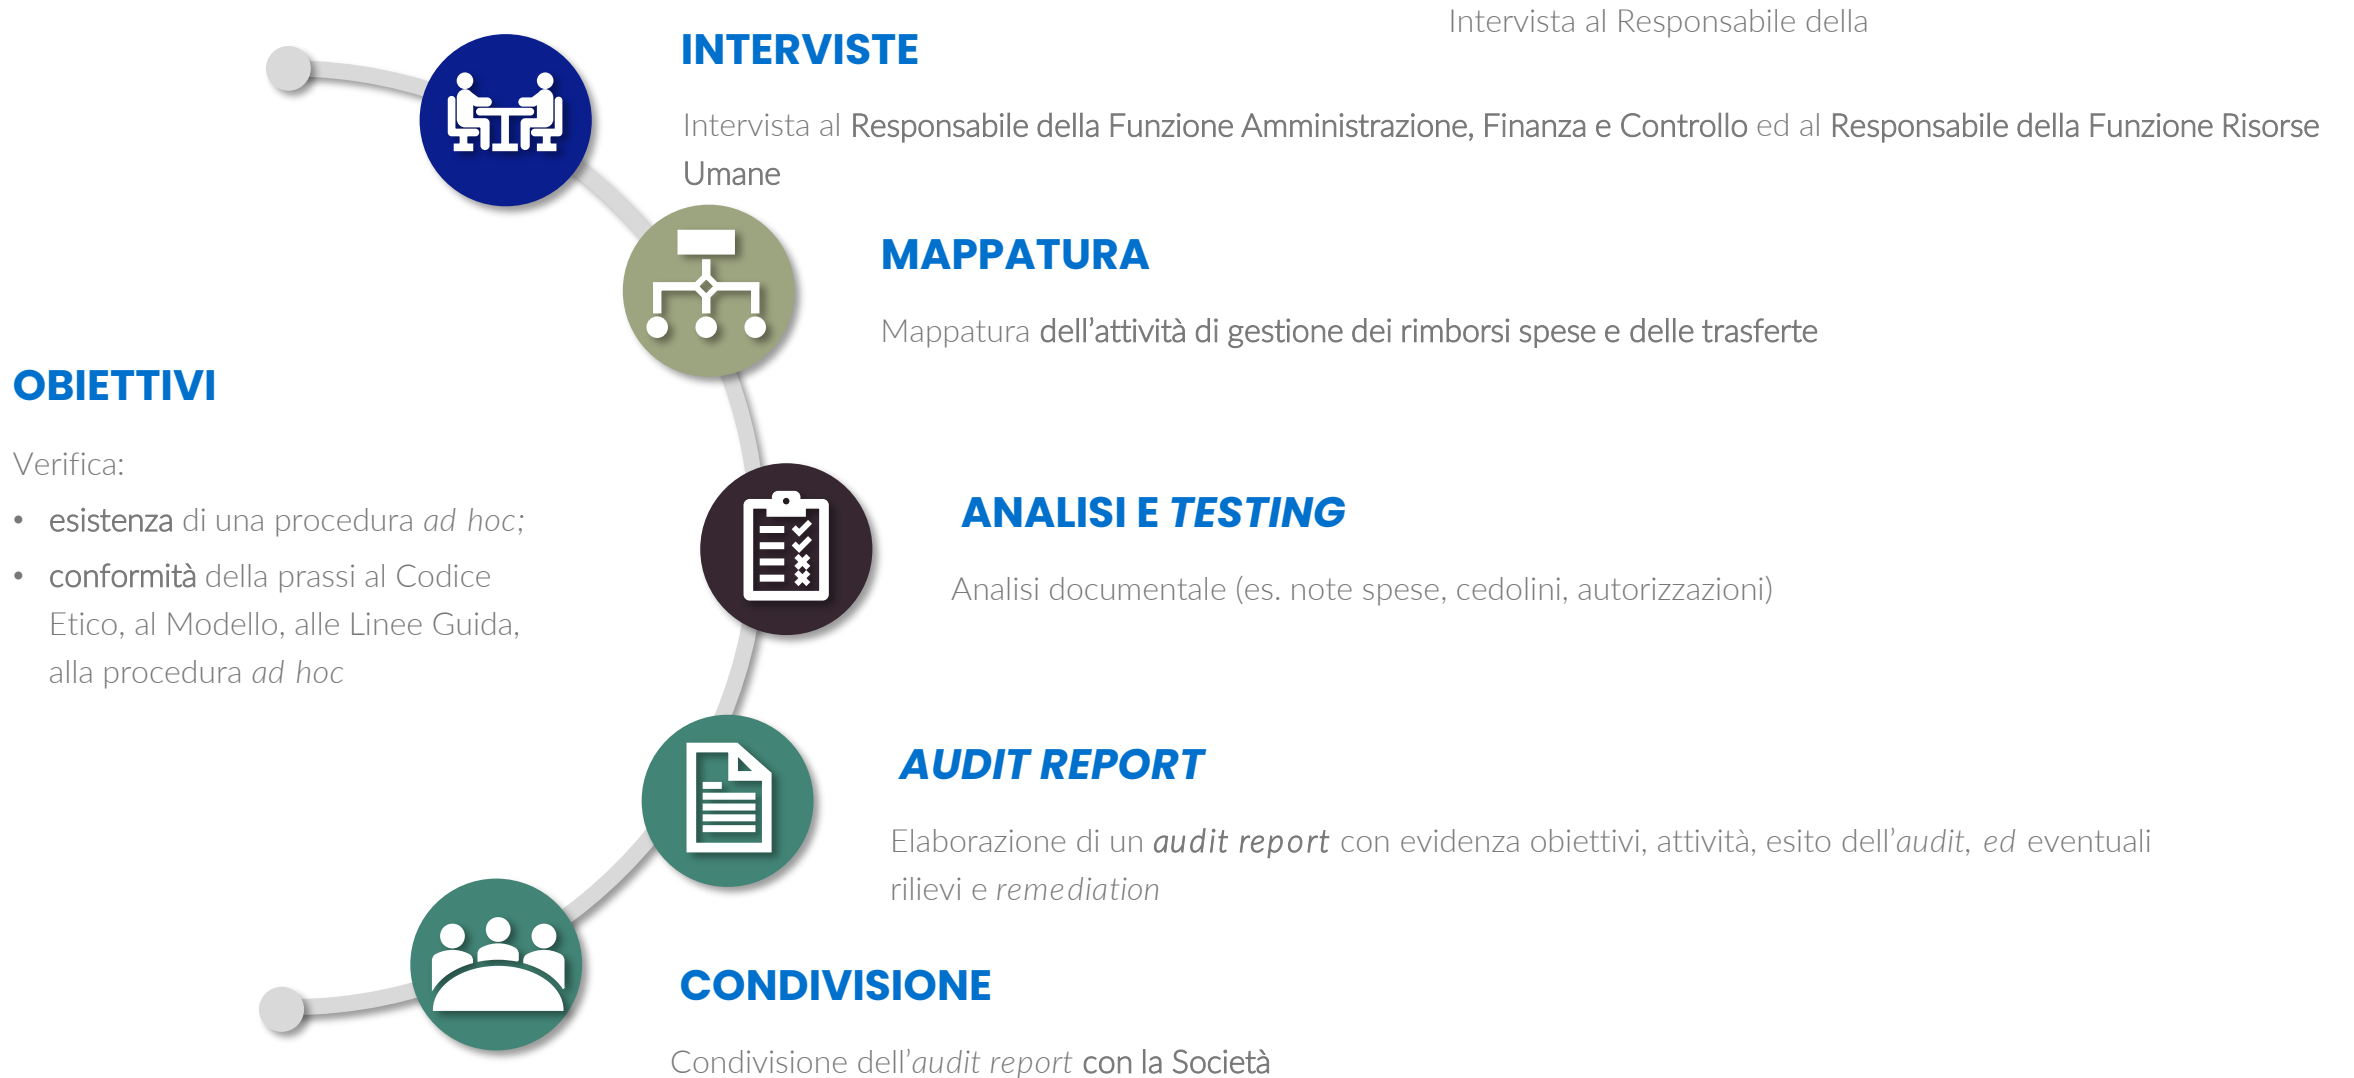 Intervista al Responsabile della
INTERVISTE
Intervista al Responsabile della Funzione Amministrazione, Finanza e Controllo ed al Responsabile della Funzione Risorse
Umane
MAPPATURA
Mappatura dell’attività di gestione dei rimborsi spese e delle trasferte
OBIETTIVI
Verifica:
• esistenza di una procedura ad hoc;
• conformità della prassi al Codice
Etico, al Modello, alle Linee Guida,
alla procedura ad hoc
ANALISI E TESTING
Analisi documentale (es. note spese, cedolini, autorizzazioni)
AUDIT REPORT
Elaborazione di un audit report con evidenza obiettivi, attività, esito dell’audit, ed eventuali
rilievi e remediation
CONDIVISIONE
Condivisione dell’audit report con la Società